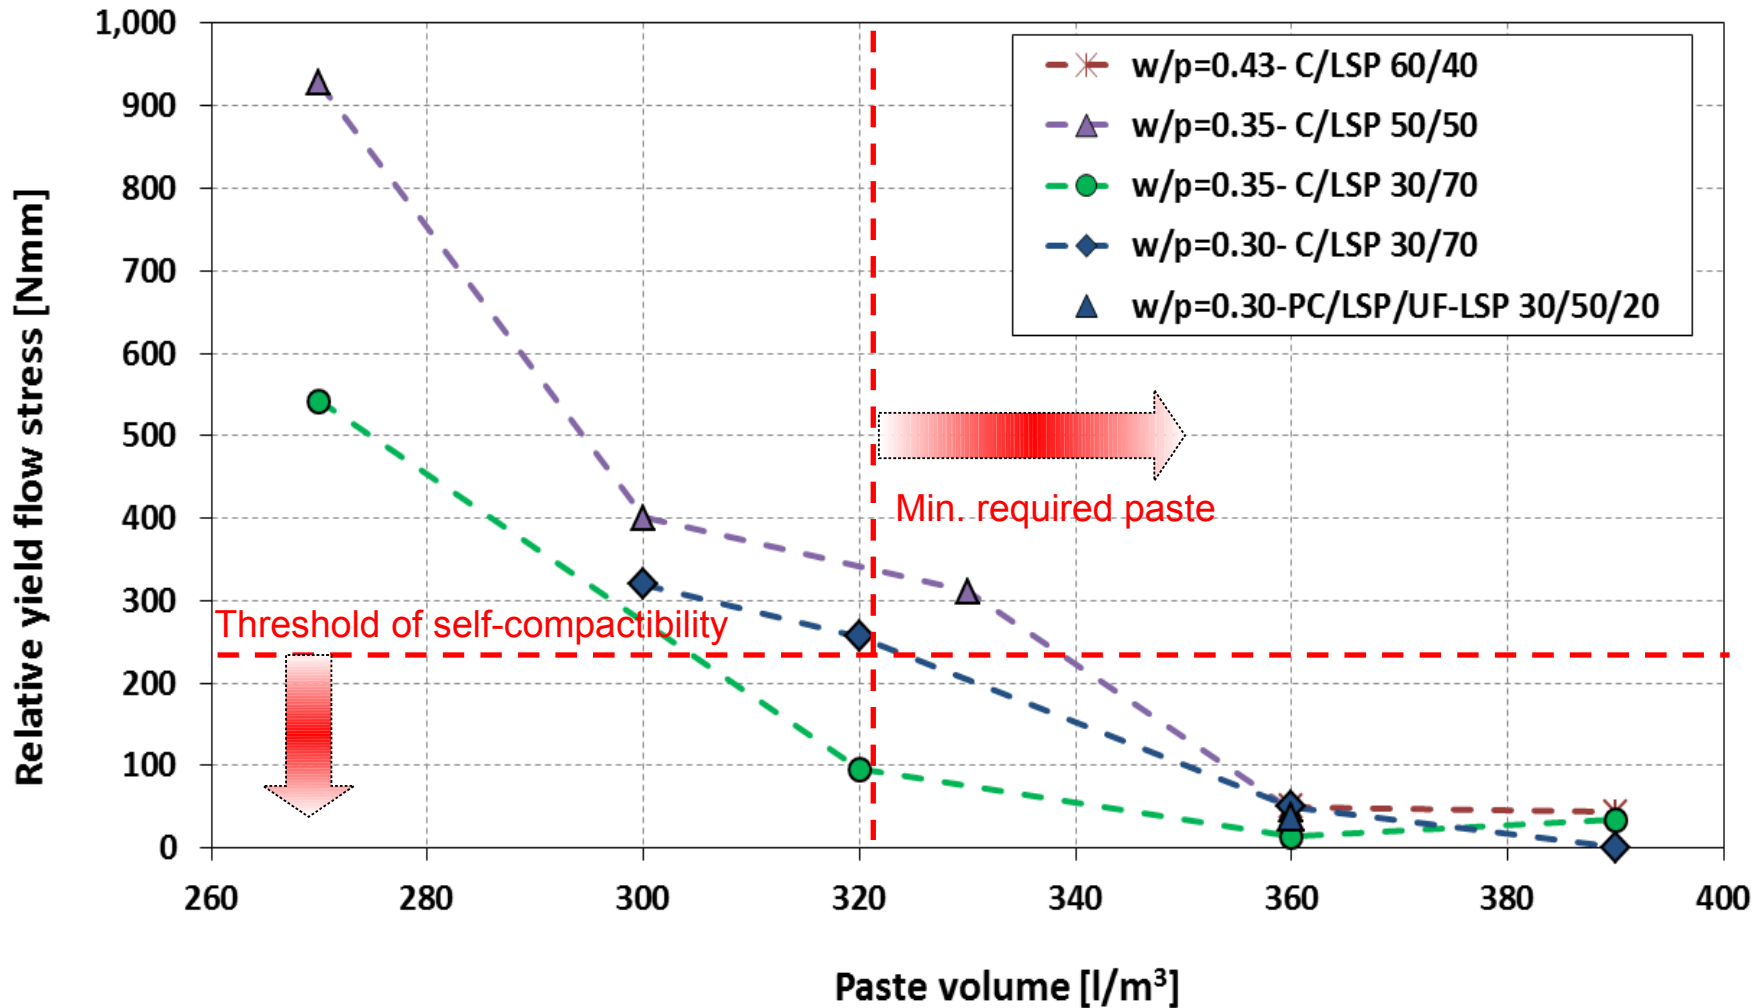 1,000
900
800
700
600
500
400
300
200
100
0
Relative yield flow stress [Nmm]
w/p=0.43- C/LSP 60/40
w/p=0.35- C/LSP 50/50
w/p=0.35- C/LSP 30/70
w/p=0.30- C/LSP 30/70
w/p=0.30-PC/LSP/UF-LSP 30/50/20
Min. required paste
Threshold of self-compactibility
260 280 300 320 340 360 380 400
Paste volume [l/m³]